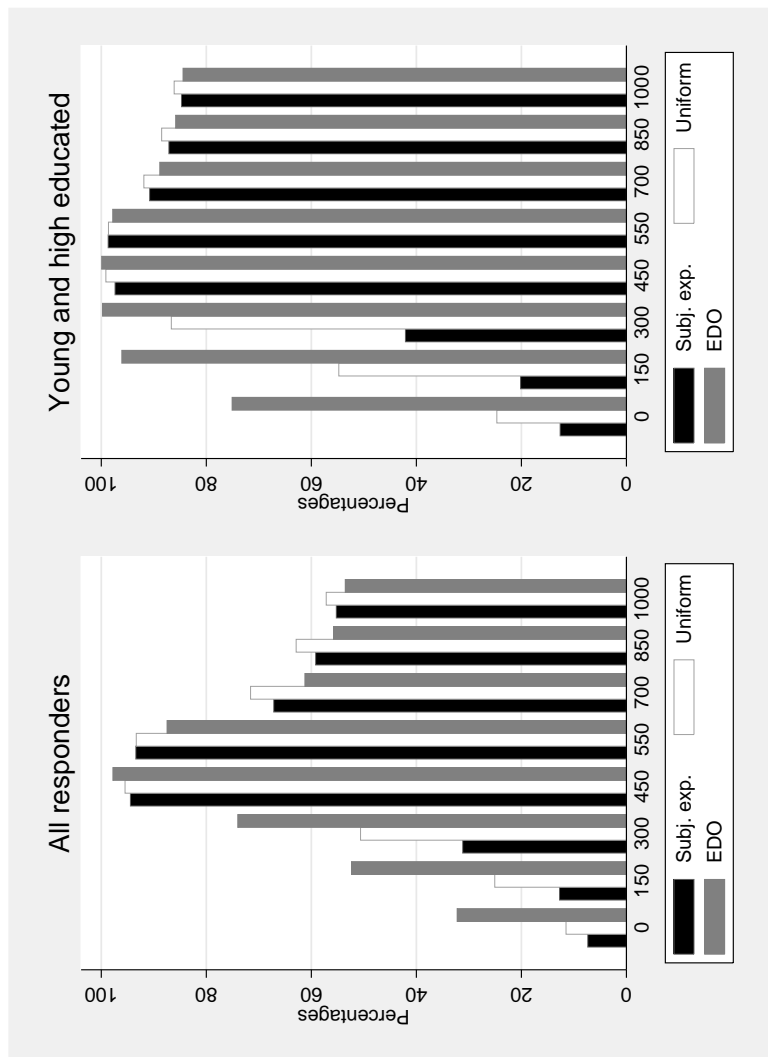 All responders
Percentages
100
80
60
40
20
0
0 150 300 450 550 700 850 1000
Subj. exp. Uniform
EDO
Young and high educated
Percentages
100
80
60
40
20
0
0 150 300 450 550 700 850 1000
Subj. exp. Uniform
EDO